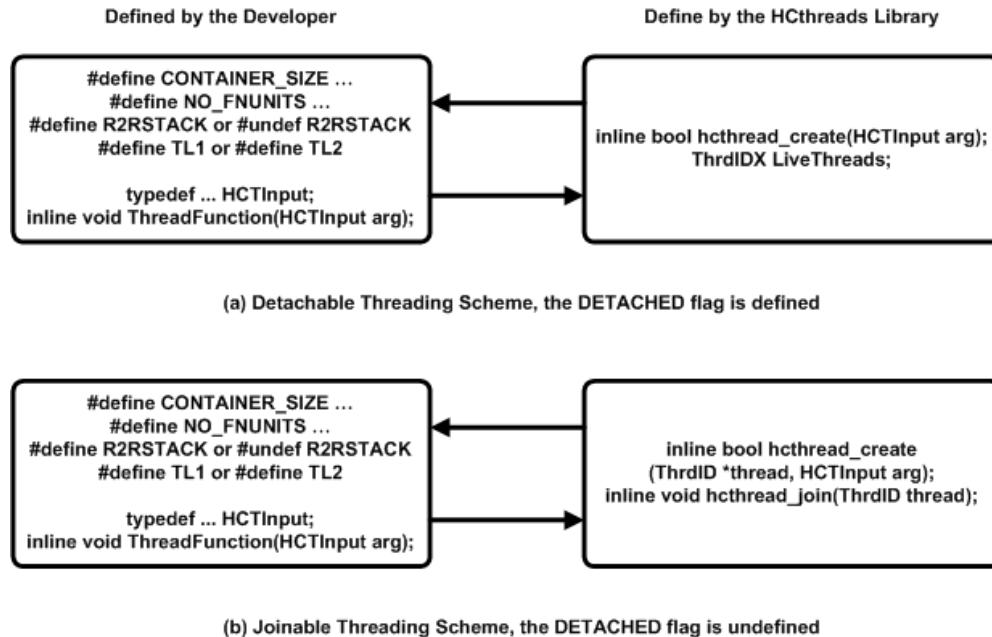 Defined by the Developer
Define by the HCthreads Library
#define CONTAINER_SIZE ...
#define NO_FNUNITS ...
#define R2RSTACK or #undef R2RSTACK
#define TL1 or #define TL2
typedef ... HCTInput;
inline void ThreadFunction(HCTInput arg);
inline bool hcthread_create(HCTInput arg);
ThrdIDX LiveThreads;
(a) Detachable Threading Scheme, the DETACHED flag is defined
#define CONTAINER_SIZE ...
#define NO_FNUNITS ...
#define R2RSTACK or #undef R2RSTACK
#define TL1 or #define TL2
typedef ... HCTInput;
inline void ThreadFunction(HCTInput arg);
inline bool hcthread_create
(ThrdID *thread, HCTInput arg);
inline void hcthread_join(ThrdID thread);
(b) Joinable Threading Scheme, the DETACHED flag is undefined